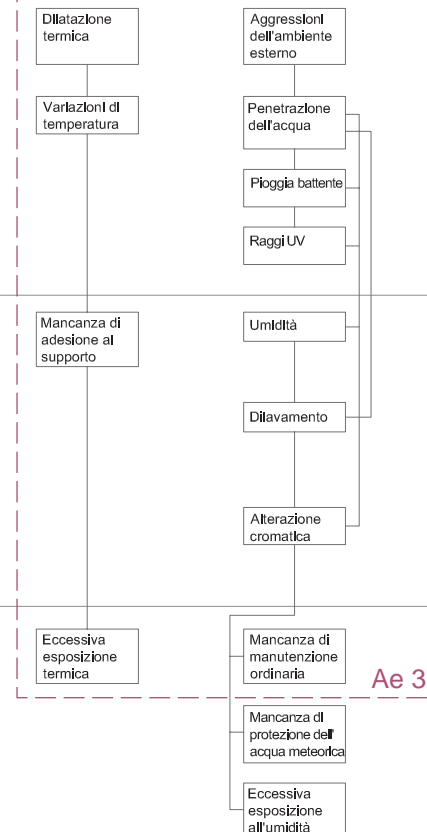 Dilatazione
termica
Variazioni di
temperatura
Mancanza di
adesione al
supporto
Eccessiva
esposizione
termica
Aggressioni
dell'ambiente
esterno
Penetrazione
dell'acqua
Pioggia battente
Raggi UV
Umidità
Dilavamento
Alterazione
cromatica
Mancanza di
manutenzione
ordinaria
Ae 3
Mancanza di
protezione dell'
acqua meteorica
Eccessiva
esposizione
all'umidità